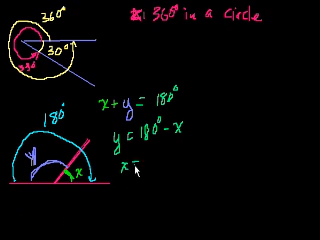 360°
30°
330°
360° in a circle
x + y = 180°
y = 180° - x
x =
180°
y
x